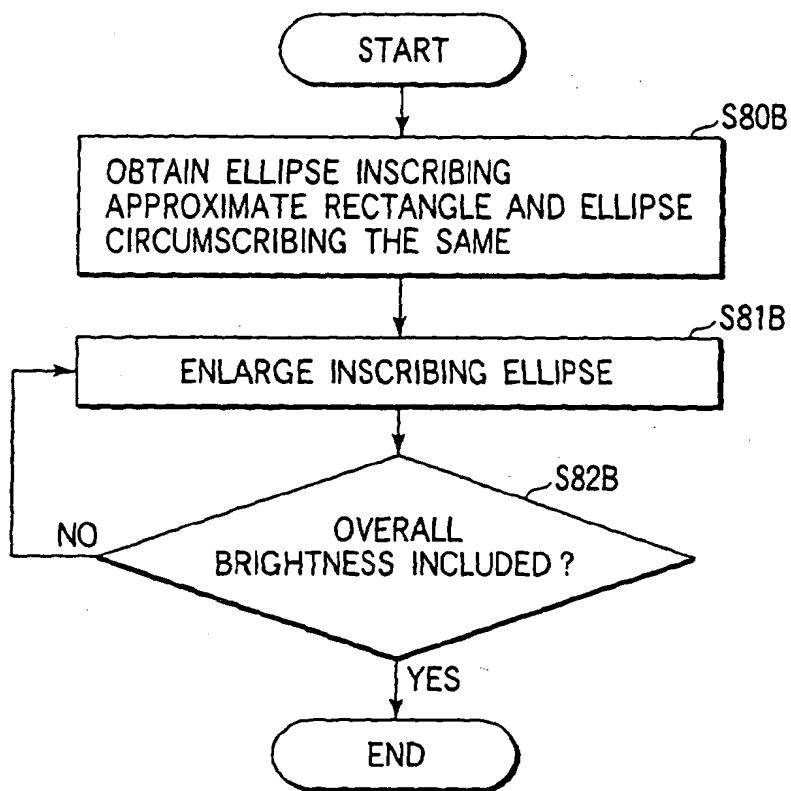 START
S80B
OBTAIN ELLIPSE INSCRIBING
APPROXIMATE RECTANGLE AND ELLIPSE
CIRCUMSCRIBING THE SAME
S81B
ENLARGE INSCRIBING ELLIPSE
S82B
NO
OVERALL
BRIGHTNESS INCLUDED ?
YES
END